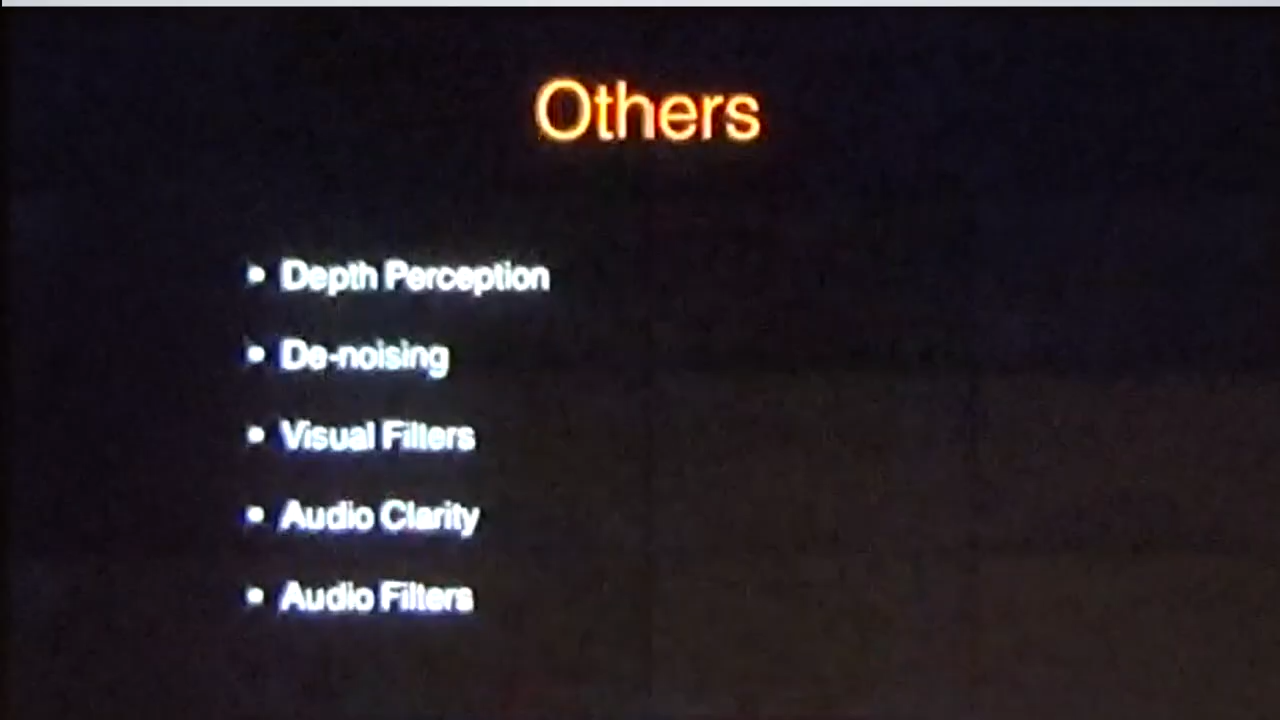 Others
• Depth Perception
• De-noising
• Visual Filters
• Audio Clarity
• Audio Filters